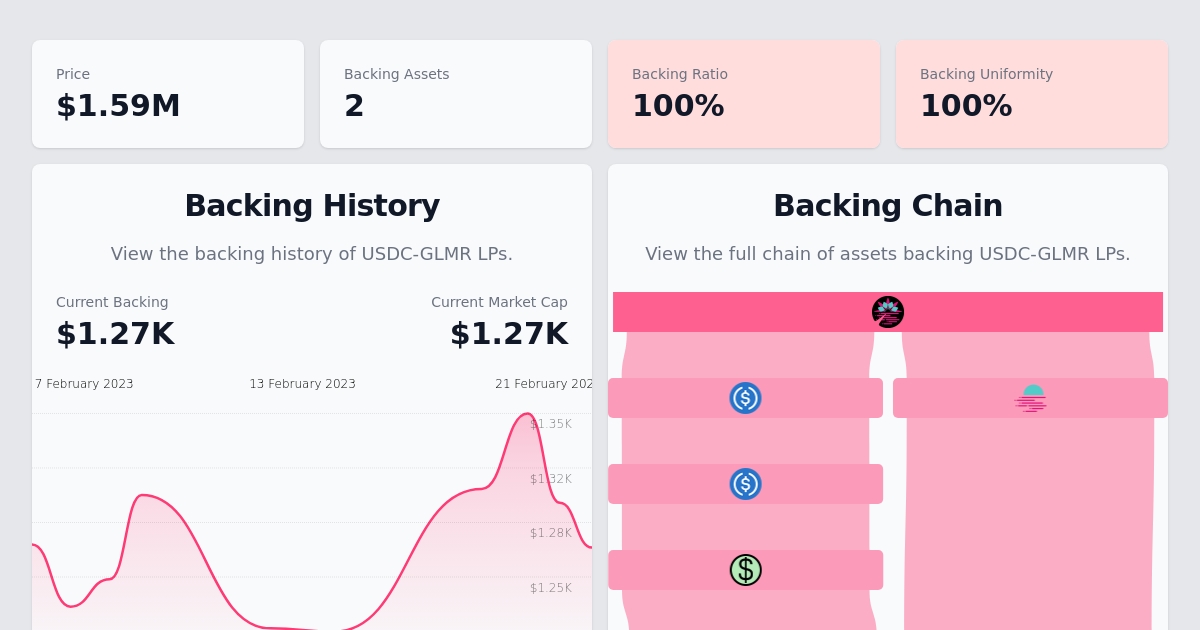 Price
$1.59M
Backing Assets
2
Backing Ratio
100%
Backing Uniformity
100%
Backing History
View the backing history of USDC-GLMR LPs.
Current Backing
$1.27K
Current Market Cap
$1.27K
7 February 2023
13 February 2023
21 February 202
$1.35K
$1.32K
$1.28K
$1.25K
Backing Chain
View the full chain of assets backing USDC-GLMR LPs.
$
$
$